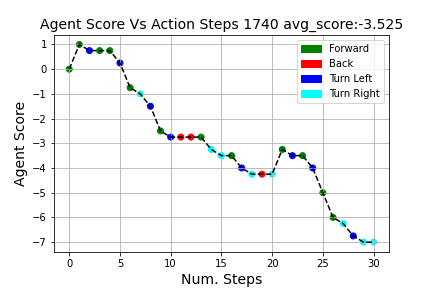 Agent Score Vs Action Steps 1740 avg_score:-3.525
Forward
Back
Turn Left
Turn Right
Agent Score
1
0
−1
−2
−3
−4
−5
−6
−7
0 5 10 15 20 25 30
Num. Steps